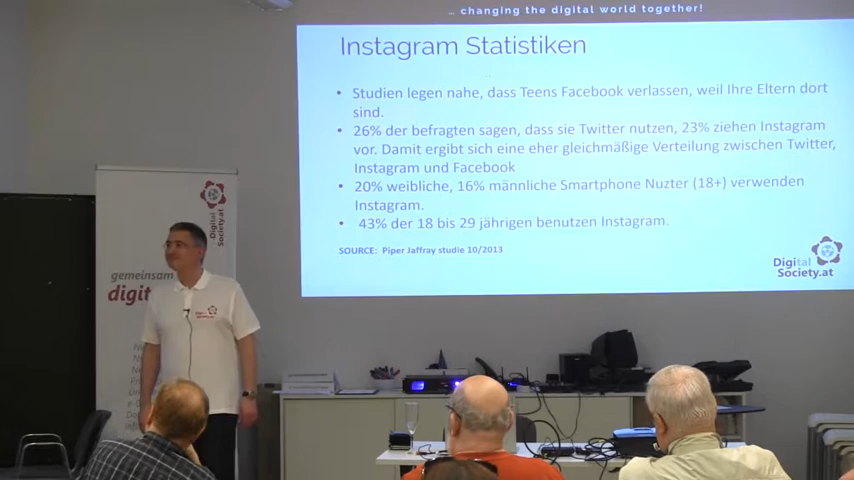 … changing the digital world together!
Instagram Statistiken
• Studien legen nahe, dass Teens Facebook verlassen, weil Ihre Eltern dort
sind.
• 26% der befragten sagen, dass sie Twitter nutzen, 23% ziehen Instagram
vor. Damit ergibt sich eine eher gleichmäßige Verteilung zwischen Twitter,
Instagram und Facebook
• 20% weibliche, 16% männliche Smartphone Nuzter (18+) verwenden
Instagram.
• 43% der 18 bis 29 jährigen benutzen Instagram.
SOURCE: Piper Jaffray studie 10/2013
Digital
Society.at
Digital
Society.at
gemeinsam
digit